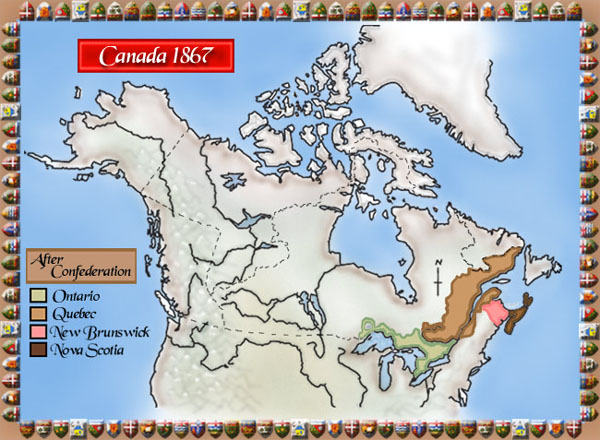 Canada 1867
After
Confederation
Ontario
Quebec
New Brunswick
Nova Scotia
N